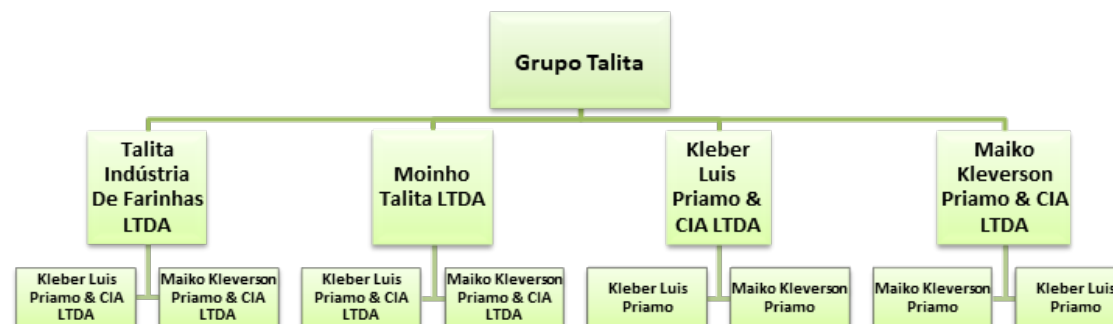 Grupo Talita
Talita
Indústria
De Farinhas
LTDA
Moinho
Talita LTDA
Kleber
Luis
Priamo &
CIA LTDA
Maiko
Kleverson
Priamo & CIA
LTDA
Kleber Luis
Priamo & CIA
LTDA
Maiko Kleverson
Priamo & CIA
LTDA
Kleber Luis
Priamo & CIA
LTDA
Maiko Kleverson
Priamo & CIA
LTDA
Kleber Luis
Priamo
Maiko Kleverson
Priamo
Maiko Kleverson
Priamo
Kleber Luis
Priamo